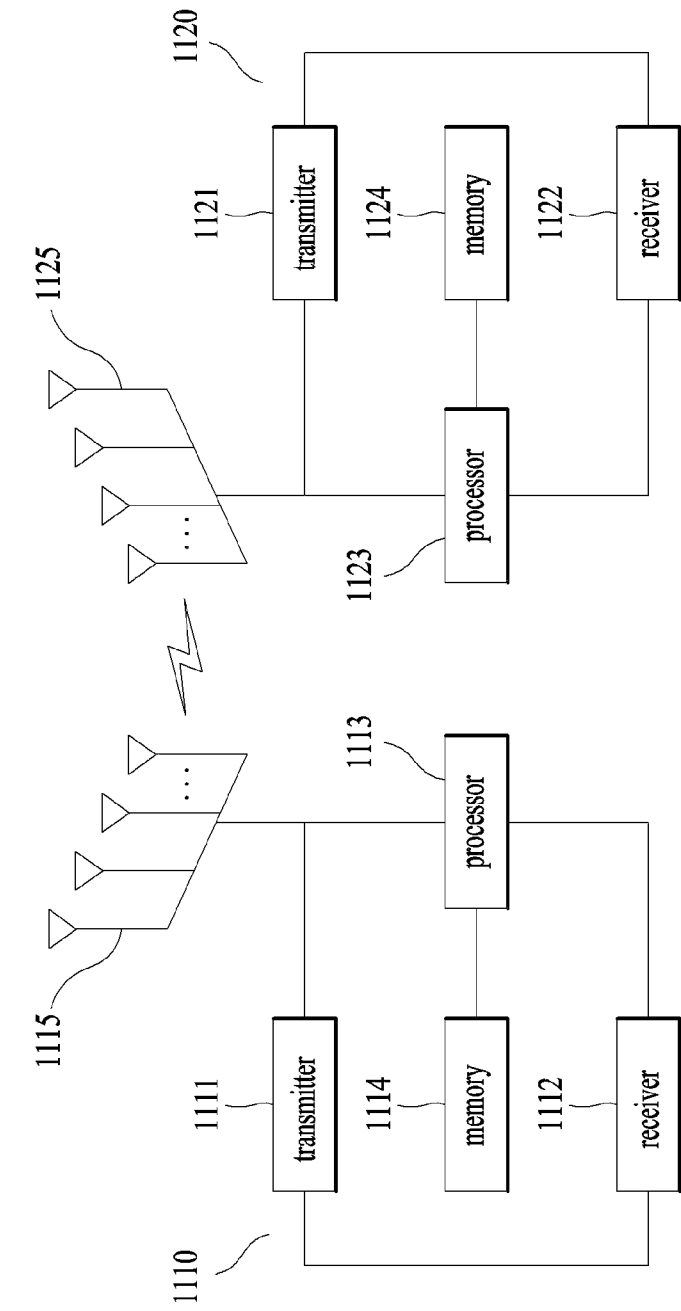 1120
1121
transmitter
1124
memory
1122
receiver
1125
1123
processor
...
1115
...
1113
processor
1111
transmitter
1114
memory
1112
receiver
1110